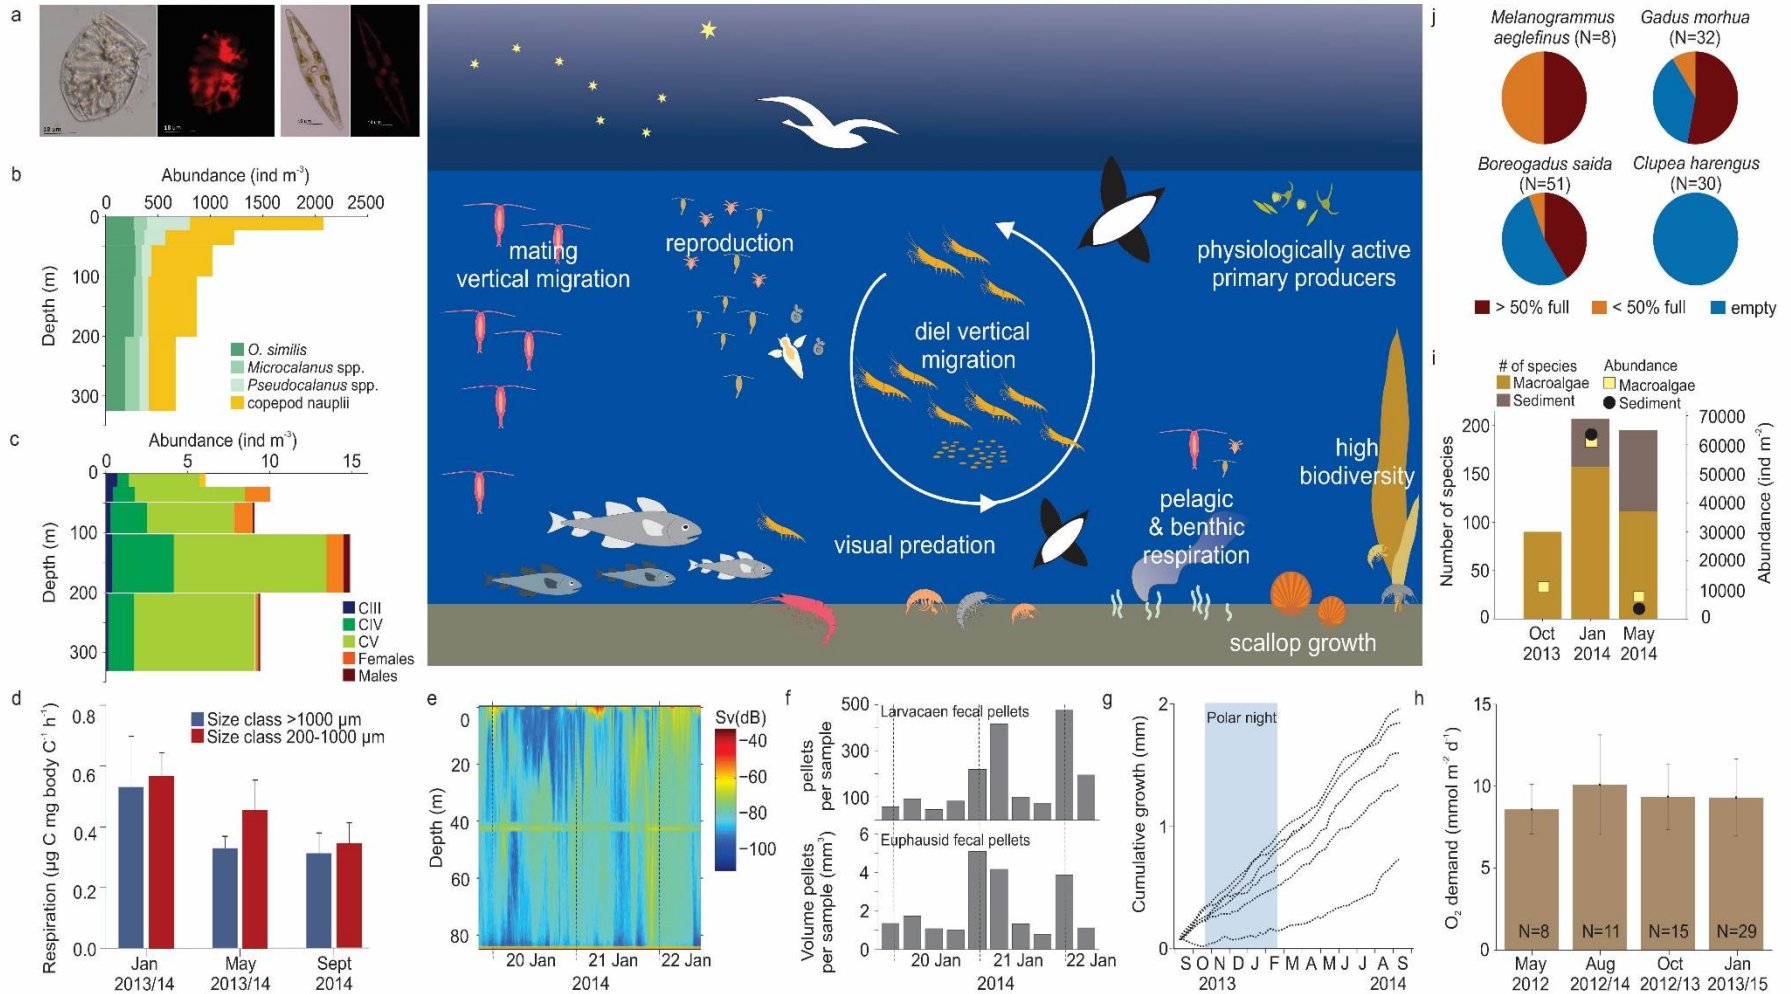 a
18 um
18 um
18 um
18 um
b
Abundance (ind m⁻³)
0 500 1000 1500 2000 2500
Depth (m)
0
100
200
300
O. similis
Microcalanus spp.
Pseudocalanus spp.
copepod nauplii
c
Abundance (ind m⁻³)
0 5 10 15
Depth (m)
0
100
200
300
CIII
CIV
CV
Females
Males
mating
vertical migration
reproduction
diel vertical
migration
physiologically active
primary producers
visual predation
pelagic
& benthic
respiration
high
biodiversity
scallop growth
j
Melanogrammus
aeglefinus (N=8)
Gadus morhua
(N=32)
Boreogadus saida
(N=51)
Clupea harengus
(N=30)
> 50% full
< 50% full
empty
i
# of species
Macroalgae
Sediment
Abundance
Macroalgae
Sediment
Number of species
200
150
100
50
0
Abundance (ind m⁻²)
70000
60000
50000
40000
30000
20000
10000
0
Oct
2013
Jan
2014
May
2014
d
Respiration (µg C mg body C⁻¹ h⁻¹)
0.8
0.6
0.4
0.2
0.0
Size class >1000 µm
Size class 200-1000 µm
Jan
2013/14
May
2013/14
Sept
2014
e
Depth (m)
0
20
40
60
80
Sv(dB)
−40
−60
−80
−100
20 Jan
21 Jan
22 Jan
2014
f
pellets
per sample
500
300
100
Larvacaen fecal pellets
Volume pellets
per sample (mm³)
6
4
2
0
Euphausid fecal pellets
20 Jan
21 Jan
22 Jan
2014
g
Cumulative growth (mm)
2
1
0
Polar night
S O N D J F M A M J J A S
2013
2014
h
O₂ demand (mmol m⁻² d⁻¹)
15
10
5
0
N=8
N=11
N=15
N=29
May
2012
Aug
2012/14
Oct
2012/13
Jan
2013/15